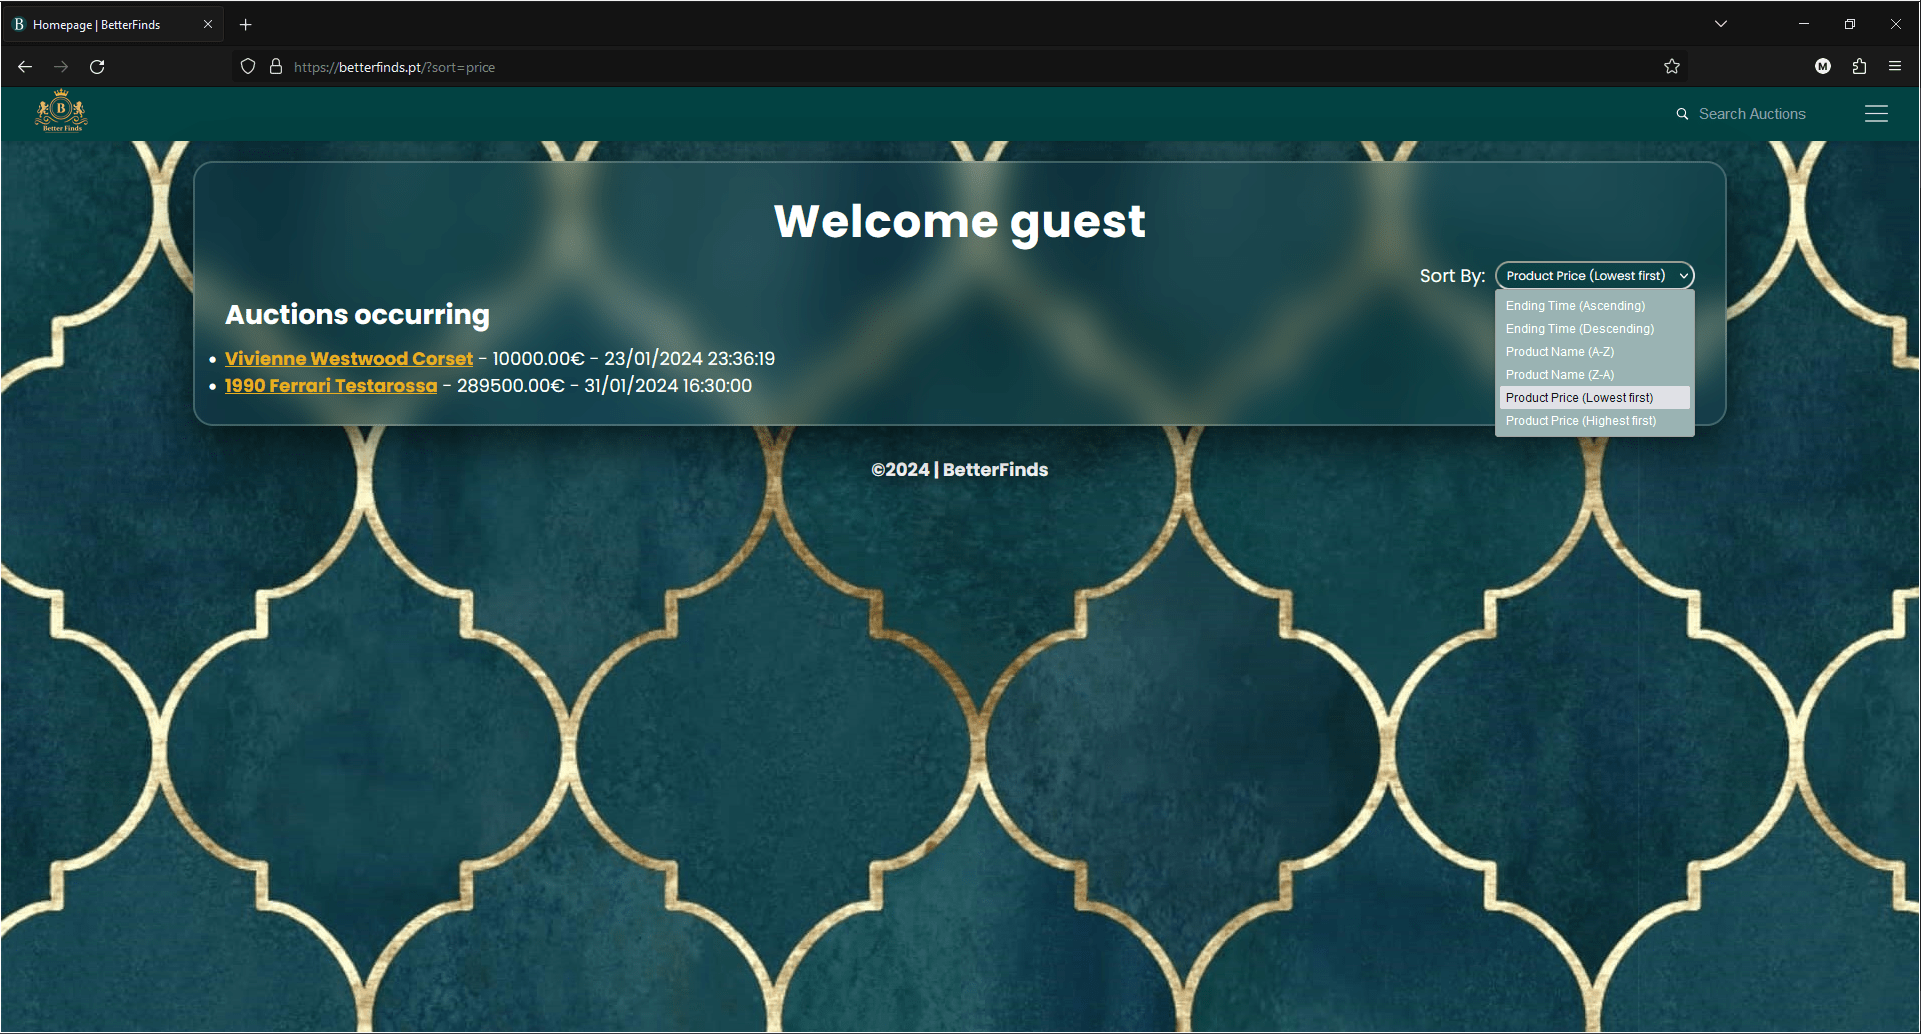 B Homepage | BetterFinds
https://betterfinds.pt/?sort=price
M
B
Better Finds
Search Auctions
Welcome guest
Sort By: Product Price (Lowest first)
Ending Time (Ascending)
Ending Time (Descending)
Product Name (A-Z)
Product Name (Z-A)
Product Price (Lowest first)
Product Price (Highest first)
Auctions occurring
• Vivienne Westwood Corset - 10000.00€ - 23/01/2024 23:36:19
• 1990 Ferrari Testarossa - 289500.00€ - 31/01/2024 16:30:00
©2024 | BetterFinds